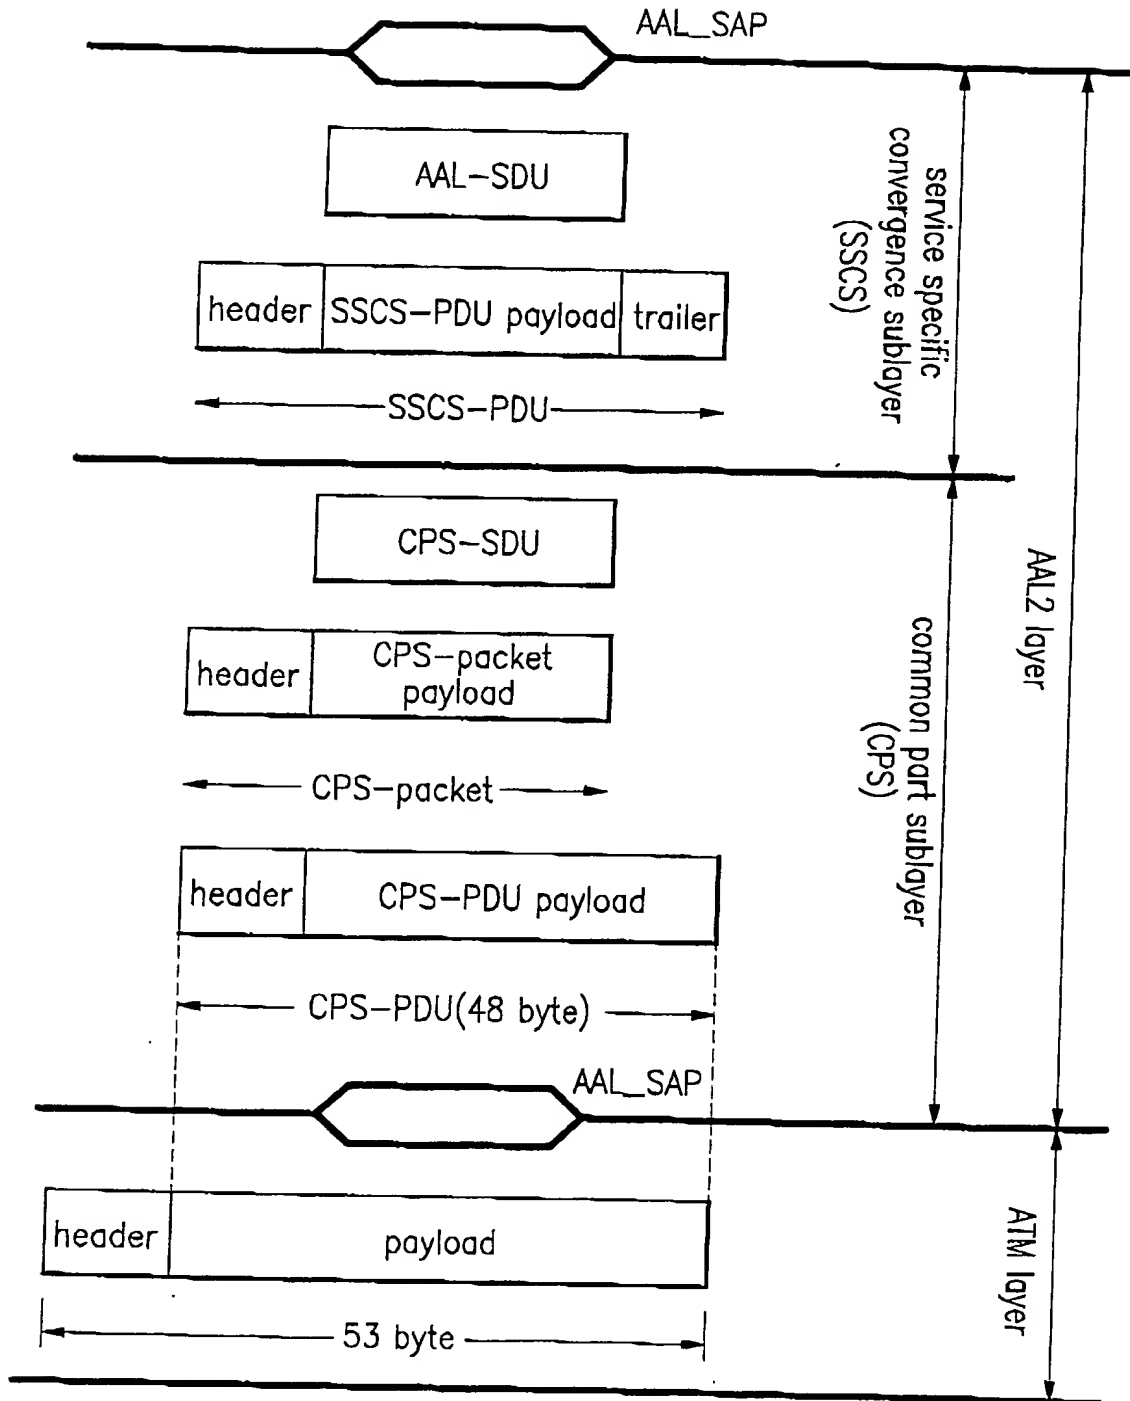 AAL_SAP
AAL-SDU
header
SSCS-PDU payload
trailer
SSCS-PDU
service specific
convergence sublayer
(SSCS)
CPS-SDU
header
CPS-packet
payload
CPS-packet
header
CPS-PDU payload
CPS-PDU(48 byte)
common part sublayer
(CPS)
AAL2 layer
AAL_SAP
header
payload
53 byte
ATM layer